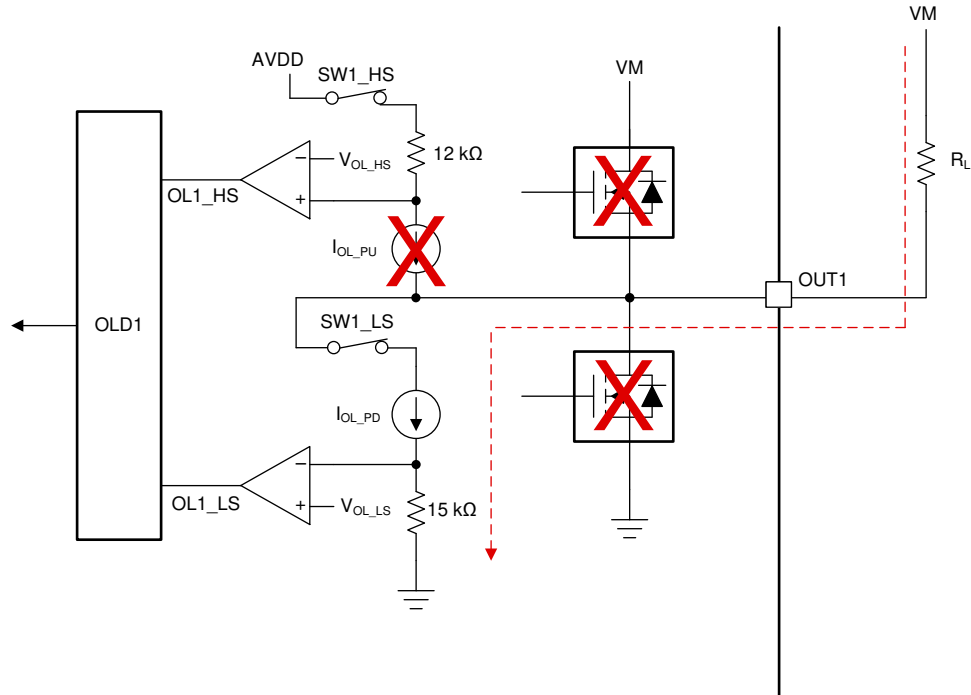 VM
AVDD
SW1_HS
VM
12 kΩ
–
V_OL_HS
R_L
OL1_HS
+
I_OL_PU
OUT1
SW1_LS
OLD1
I_OL_PD
–
OL1_LS
+
V_OL_LS
15 kΩ